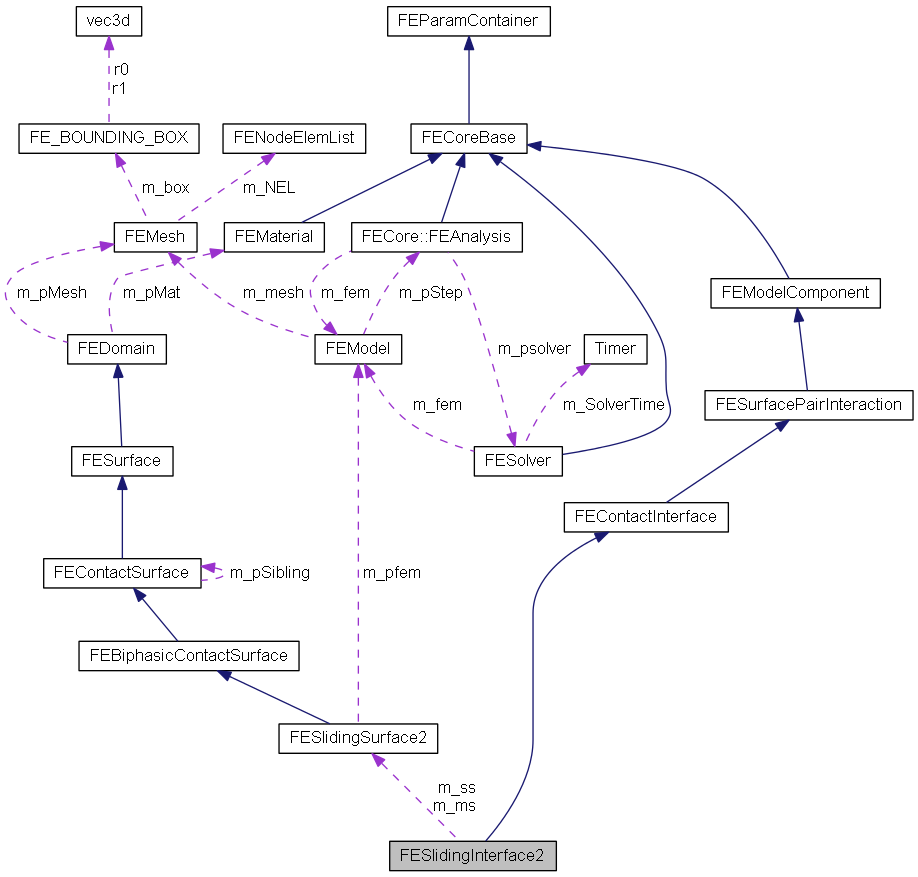 vec3d
FEParamContainer
r0
r1
FE_BOUNDING_BOX
FENodeElemList
FECoreBase
m_box
m_NEL
FEMesh
FEMaterial
FECore::FEAnalysis
m_pMesh
m_pMat
m_mesh
m_fem
m_pStep
FEModelComponent
FEDomain
FEModel
m_psolver
Timer
m_fem
m_SolverTime
FESurfacePairInteraction
FESurface
FESolver
FEContactInterface
FEContactSurface
m_pSibling
m_pfem
FEBiphasicContactSurface
FESlidingSurface2
m_ss
m_ms
FESlidingInterface2